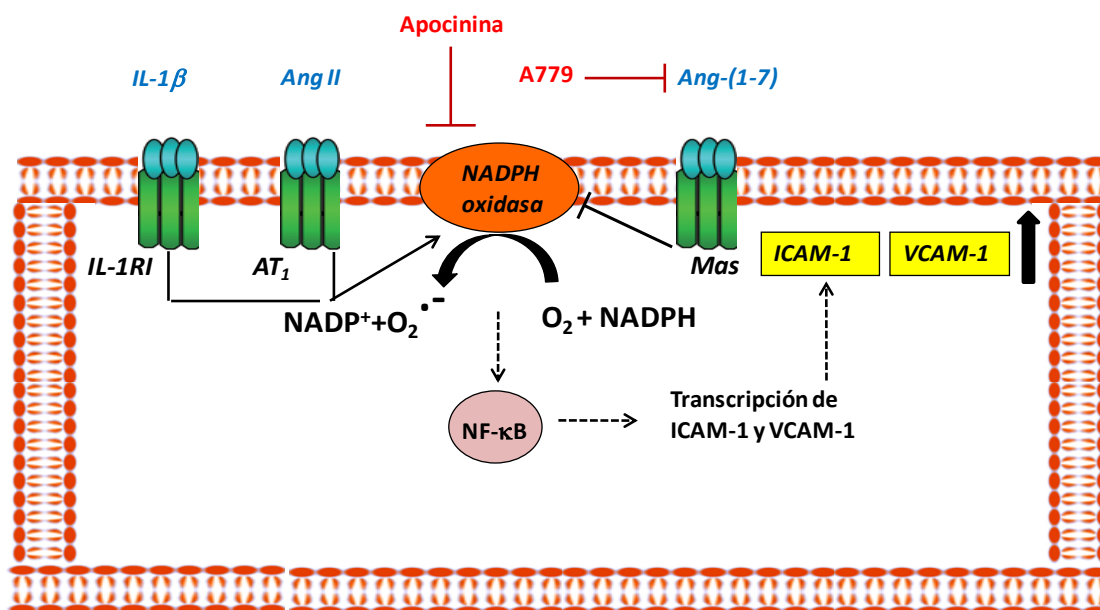 Apocinina
IL-1β
Ang II
A779
Ang-(1-7)
NADPH
oxidasa
IL-1RI
AT₁
Mas
ICAM-1
VCAM-1
NADP⁺+O₂•-
O₂ + NADPH
NF-κB
Transcripción de
ICAM-1 y VCAM-1